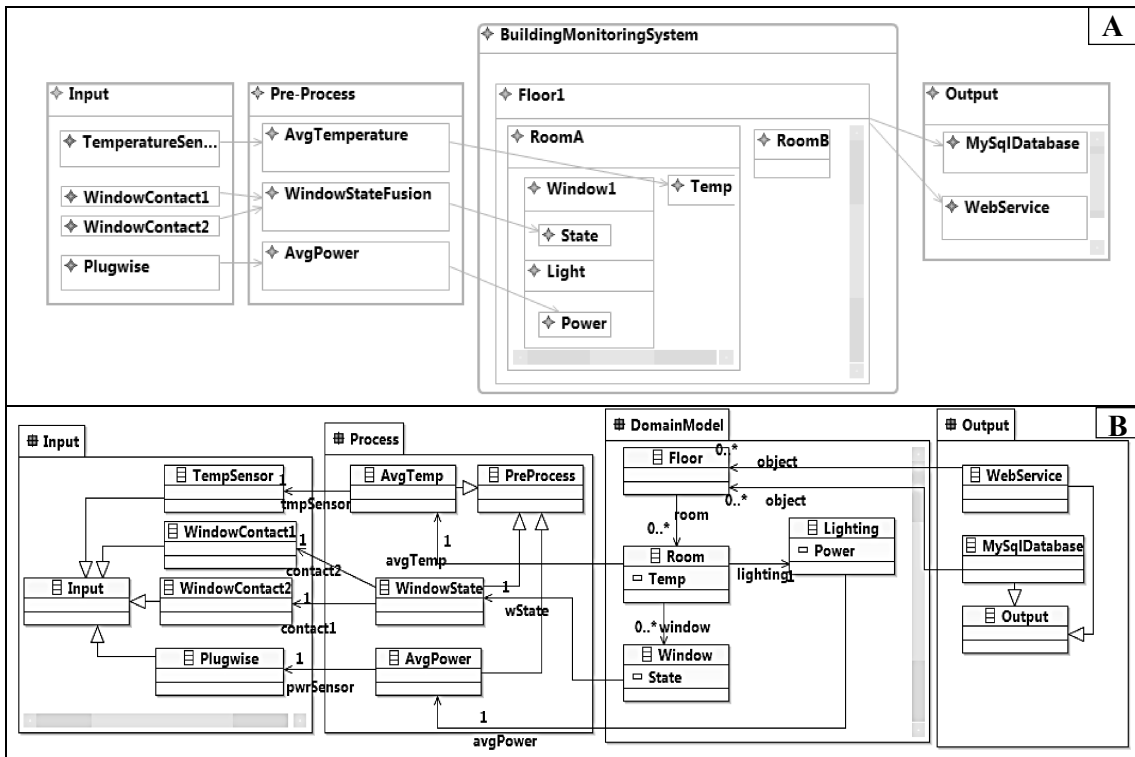 A
BuildingMonitoringSystem
Input
Pre-Process
Floor1
Output
TemperatureSen...
AvgTemperature
RoomA
RoomB
MySqlDatabase
WindowContact1
WindowStateFusion
Window1
Temp
WebService
WindowContact2
State
Plugwise
AvgPower
Light
Power
B
Input
Process
DomainModel
Output
TempSensor
1
tmpSensor
AvgTemp
PreProcess
Floor
0..*
object
0..*
object
WebService
WindowContact1
1
contact2
1
avgTemp
0..*
room
Room
Temp
Lighting
Power
lighting
1
MySqlDatabase
Input
WindowContact2
1
contact1
WindowState
1
wState
0..*
window
Output
Plugwise
1
pwrSensor
AvgPower
Window
State
1
avgPower